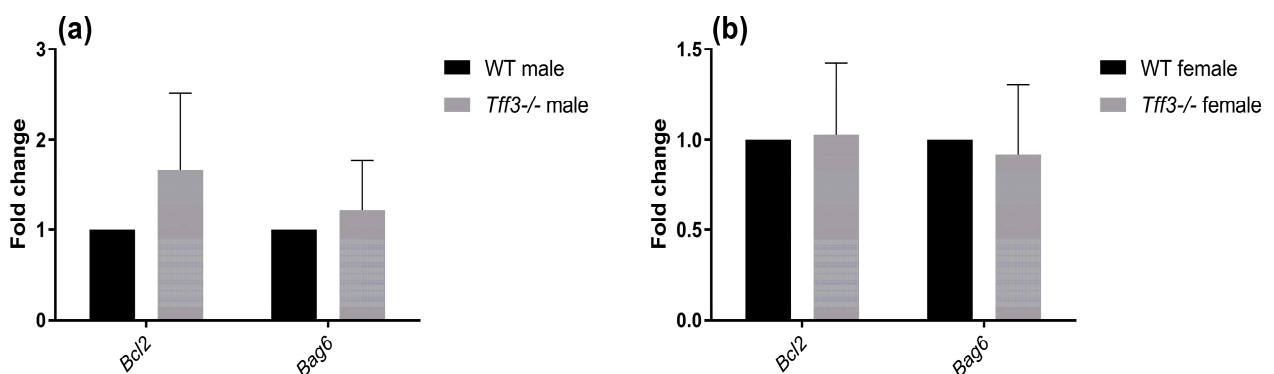 (a)
Fold change
3
2
1
0
Bcl2
Bag6
WT male
Tff3-/- male
(b)
Fold change
1.5
1.0
0.5
0.0
Bcl2
Bag6
WT female
Tff3-/- female